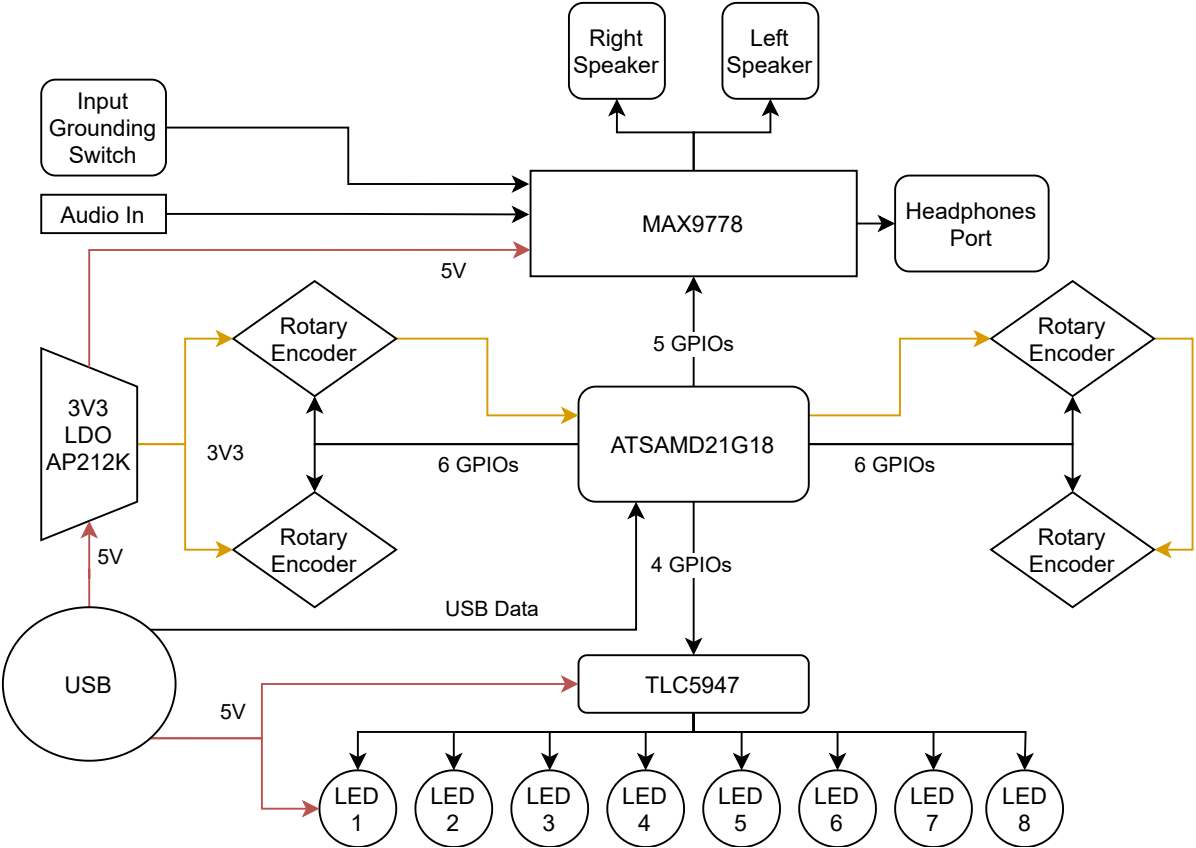 Right
Speaker
Left
Speaker
Input
Grounding
Switch
Audio In
MAX9778
Headphones
Port
5V
Rotary
Encoder
5 GPIOs
Rotary
Encoder
3V3
LDO
AP212K
3V3
6 GPIOs
ATSAMD21G18
6 GPIOs
5V
Rotary
Encoder
4 GPIOs
Rotary
Encoder
USB Data
USB
5V
TLC5947
LED
1
LED
2
LED
3
LED
4
LED
5
LED
6
LED
7
LED
8